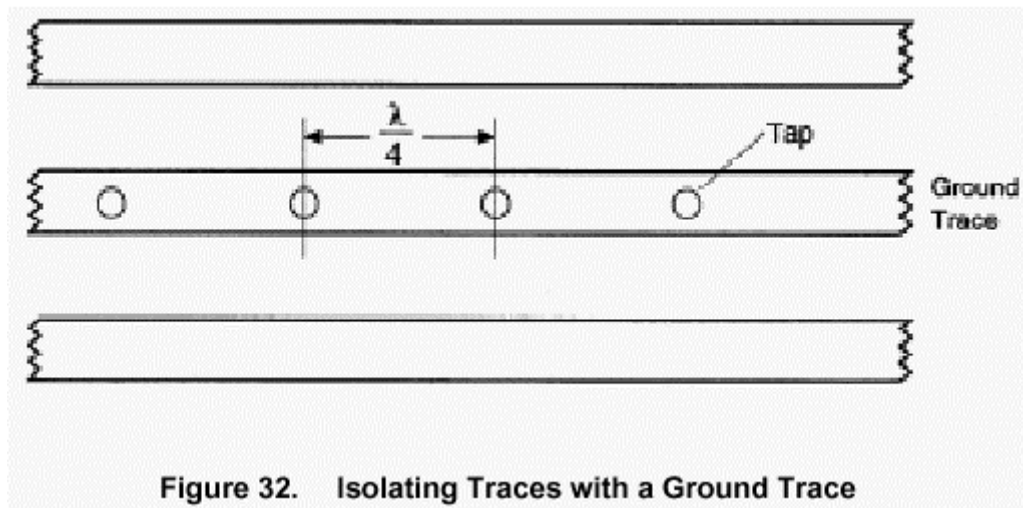 λ
4
Tap
Ground
Trace
Figure 32. Isolating Traces with a Ground Trace